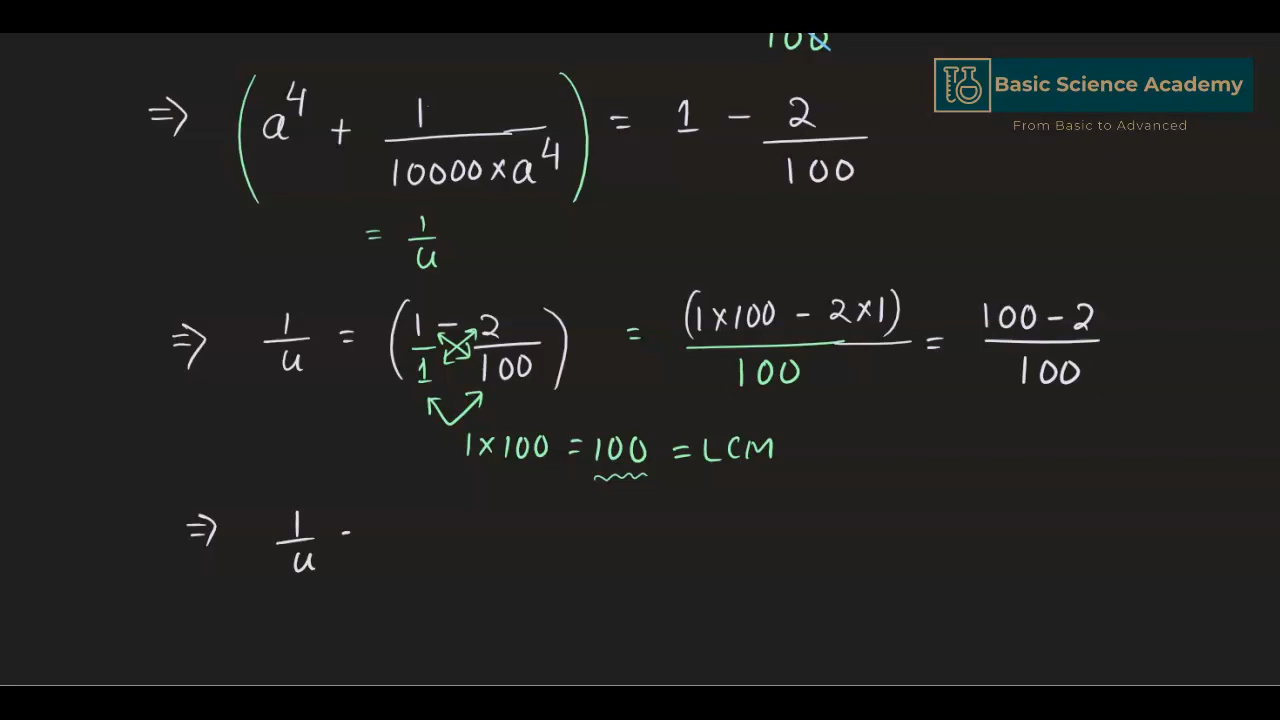 100
Basic Science Academy
From Basic to Advanced
⇒ (a⁴ + 1/(10000×a⁴)) = 1 - 2/100
= 1/u
⇒ 1/u = (1/1 - 2/100) = (1×100 - 2×1)/100 = (100-2)/100
1×100 = 100 = LCM
⇒ 1/u -